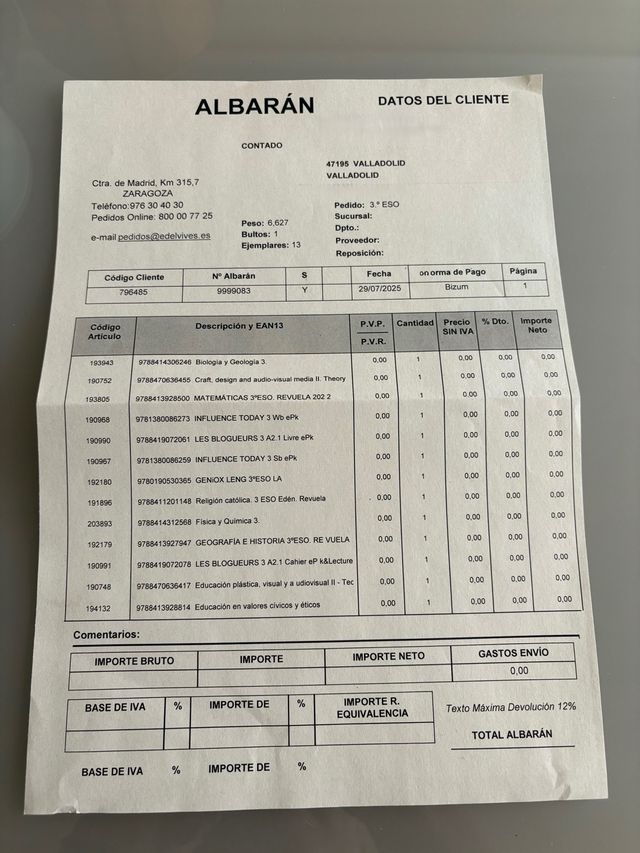 ALBARÁN
DATOS DEL CLIENTE
CONTADO
47195 VALLADOLID
VALLADOLID
Ctra. de Madrid, Km 315,7
ZARAGOZA
Teléfono:976 30 40 30
Pedidos Online: 800 00 77 25
e-mail pedidos@edelvives.es
Peso: 6,627
Bultos: 1
Ejemplares: 13
Pedido: 3.º ESO
Sucursal:
Dpto.:
Proveedor:
Reposición:
Código Cliente Nº Albarán S Fecha on orma de Pago Página
796485 9999083 Y 29/07/2025 Bizum 1
Código Artículo Descripción y EAN13 P.V.P. P.V.R. Cantidad Precio SIN IVA % Dto. Importe Neto
193943 9788414306246 Biología y Geología 3. 0,00 1 0,00 0,00 0,00
190752 9788470636455 Craft, design and audio-visual media II. Theory 0,00 1 0,00 0,00 0,00
193805 9788413928500 MATEMÁTICAS 3ºESO. REVUELA 202 2 0,00 1 0,00 0,00 0,00
190968 9781380086273 INFLUENCE TODAY 3 Wb ePk 0,00 1 0,00 0,00 0,00
190990 9788419072061 LES BLOGUEURS 3 A2.1 Livre ePk 0,00 1 0,00 0,00 0,00
190967 9781380086259 INFLUENCE TODAY 3 Sb ePk 0,00 1 0,00 0,00 0,00
192180 9780190530365 GENiOX LENG 3ºESO LA 0,00 1 0,00 0,00 0,00
191896 9788411201148 Religión católica. 3 ESO Edén. Revuela 0,00 1 0,00 0,00 0,00
203893 9788414312568 Física y Química 3. 0,00 1 0,00 0,00 0,00
192179 9788413927947 GEOGRAFÍA E HISTORIA 3ºESO. RE VUELA 0,00 1 0,00 0,00 0,00
190991 9788419072078 LES BLOGUEURS 3 A2.1 Cahier eP k&Lecture 0,00 1 0,00 0,00 0,00
190748 9788470636417 Educación plástica, visual y a udiovisual II - Tec 0,00 1 0,00 0,00 0,00
194132 9788413928814 Educación en valores cívicos y éticos 0,00 1 0,00 0,00 0,00
Comentarios:
IMPORTE BRUTO IMPORTE IMPORTE NETO GASTOS ENVÍO
0,00
BASE DE IVA % IMPORTE DE % IMPORTE R. EQUIVALENCIA
Texto Máxima Devolución 12%
TOTAL ALBARÁN
BASE DE IVA % IMPORTE DE %